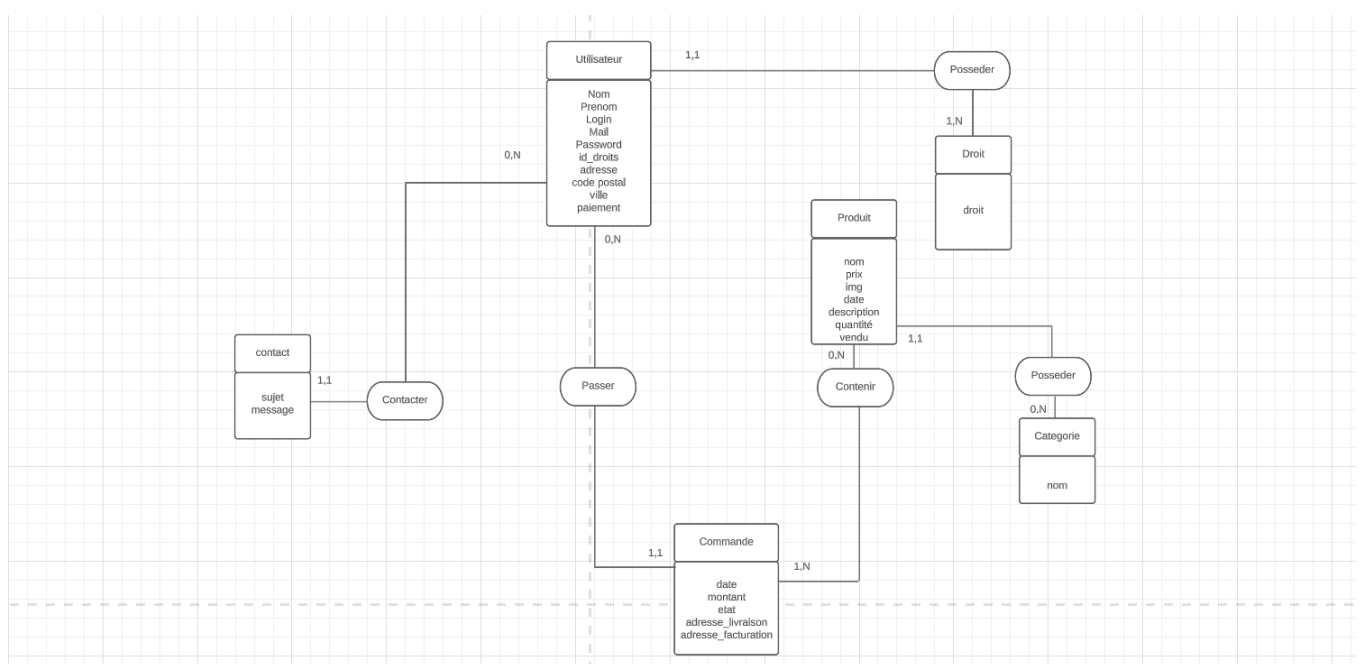 Utilisateur
Nom
Prenom
Login
Mail
Password
id_droits
adresse
code postal
ville
paiement
1,1
Posseder
1,N
Droit
droit
0,N
0,N
Produit
nom
prix
img
date
description
quantité
vendu
1,1
0,N
Contenir
Posseder
0,N
Categorie
nom
contact
sujet
message
1,1
Contacter
Passer
1,1
Commande
date
montant
etat
adresse_livraison
adresse_facturation
1,N